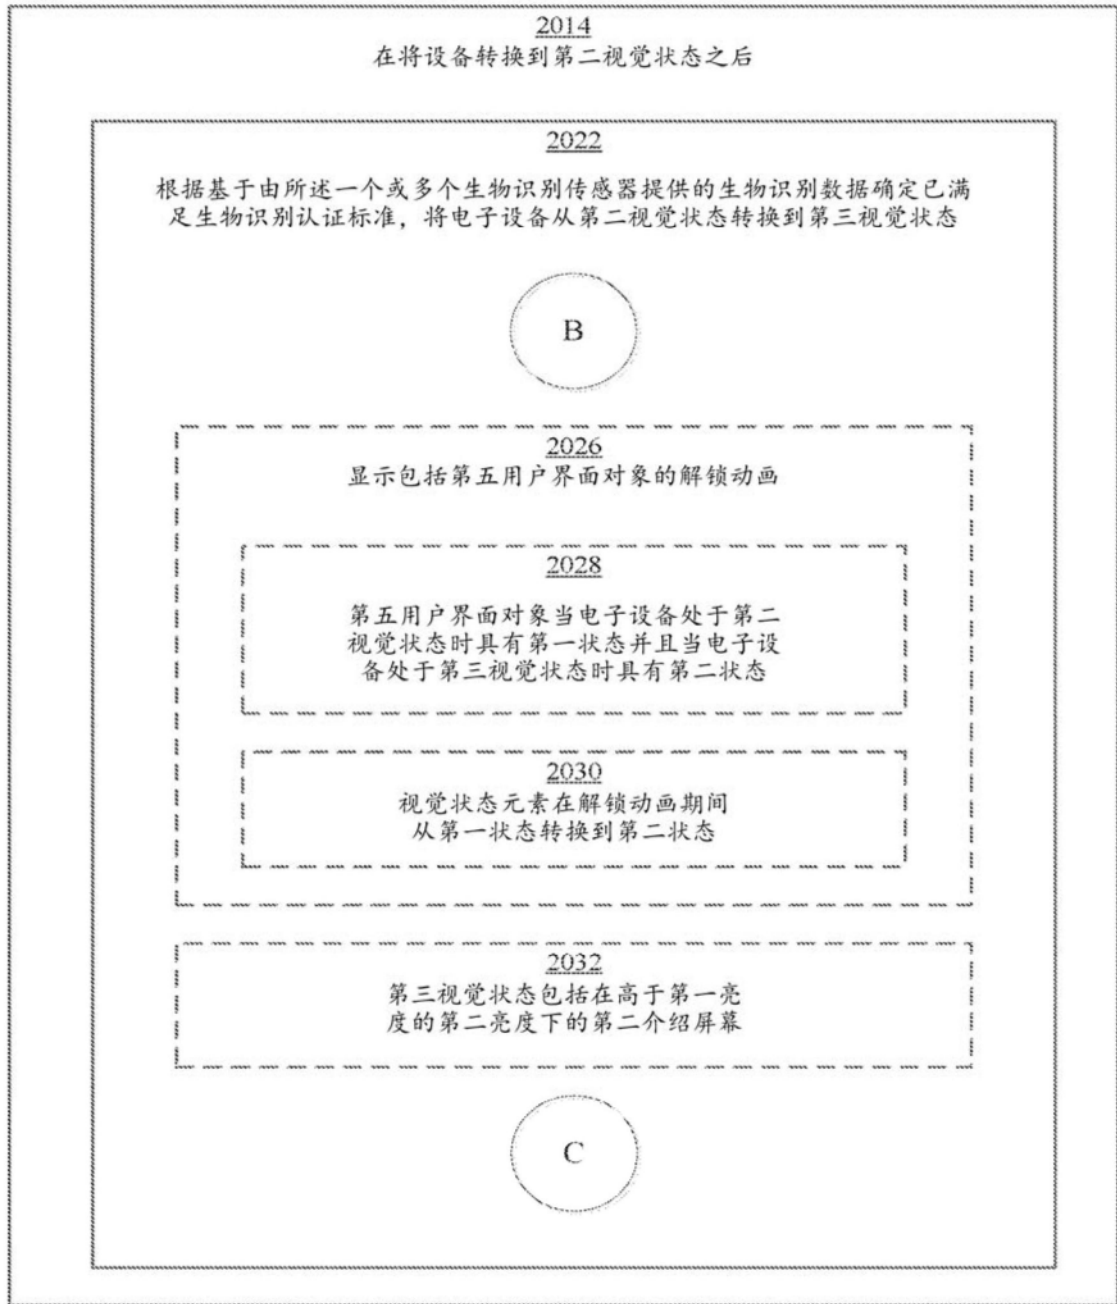 2014
在将设备转换到第二视觉状态之后
2022
根据基于由所述一个或多个生物识别传感器提供的生物识别数据确定已满
足生物识别认证标准，将电子设备从第二视觉状态转换到第三视觉状态
B
2026
显示包括第五用户界面对象的解锁动画
2028
第五用户界面对象当电子设备处于第二
视觉状态时具有第一状态并且当电子设
备处于第三视觉状态时具有第二状态
2030
视觉状态元素在解锁动画期间
从第一状态转换到第二状态
2032
第三视觉状态包括在高于第一亮
度的第二亮度下的第二介绍屏幕
C